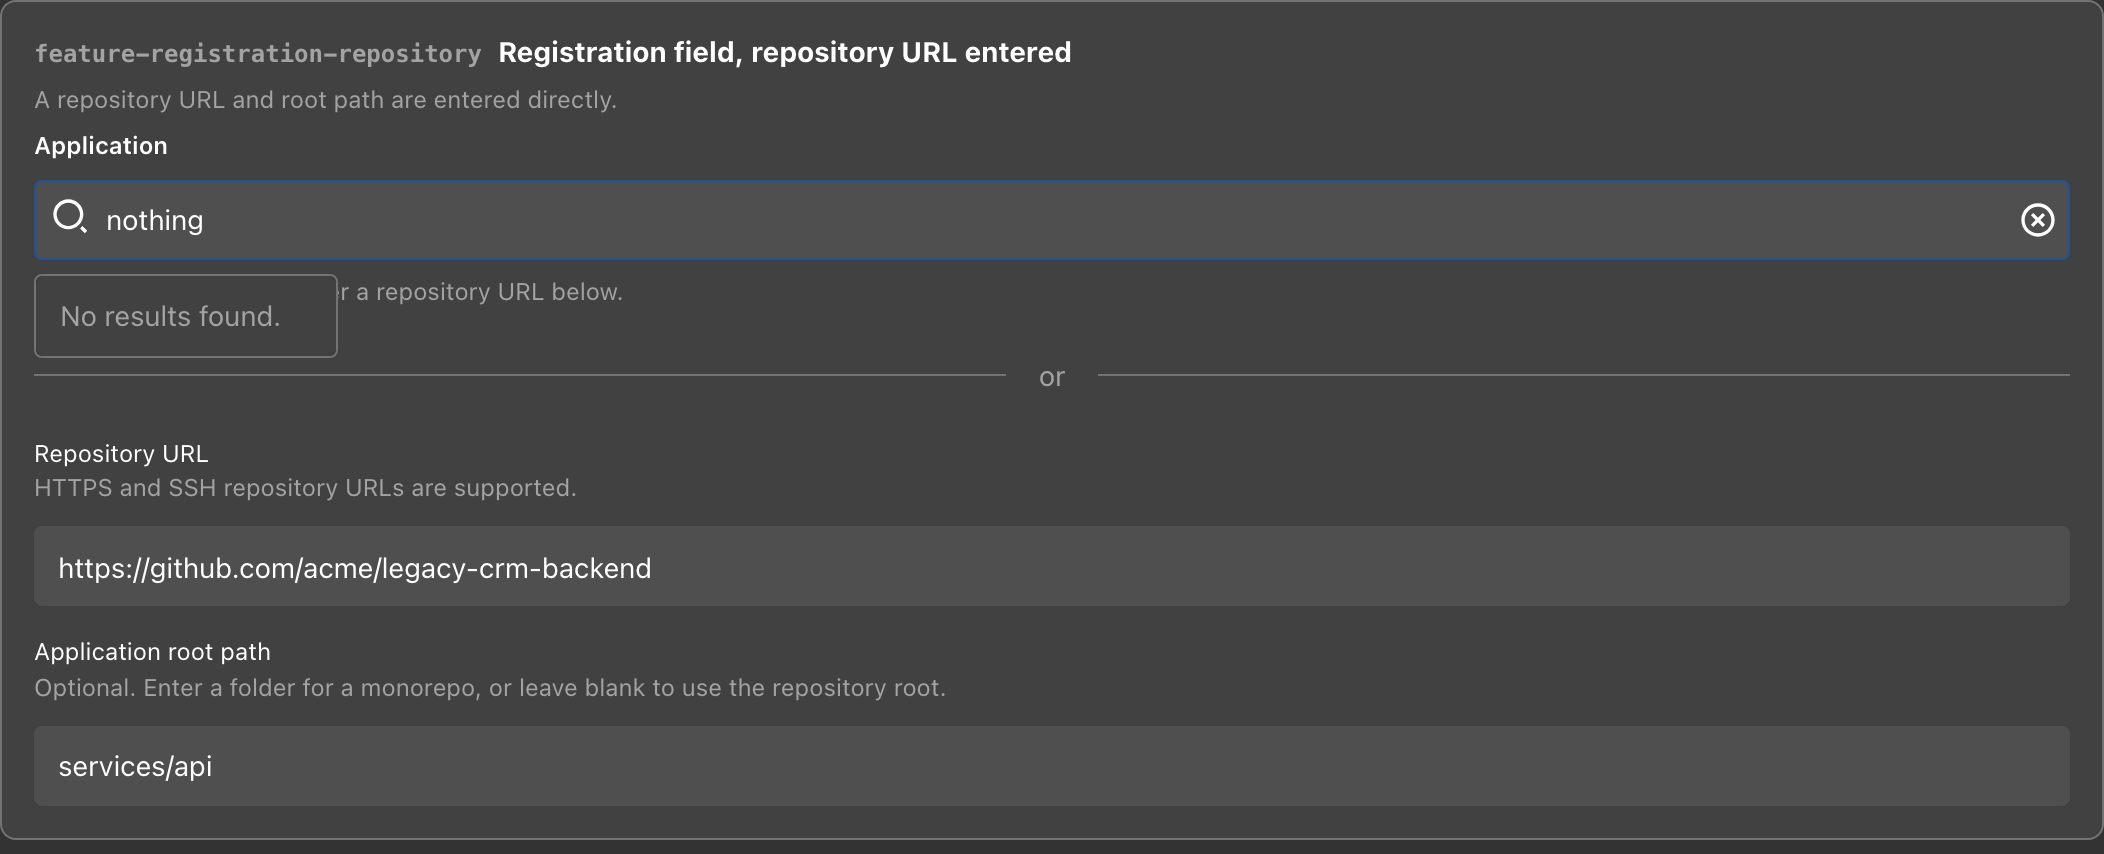 feature-registration-repository Registration field, repository URL entered
A repository URL and root path are entered directly.
Application
nothing
a repository URL below.
No results found.
or
Repository URL
HTTPS and SSH repository URLs are supported.
https://github.com/acme/legacy-crm-backend
Application root path
Optional. Enter a folder for a monorepo, or leave blank to use the repository root.
services/api